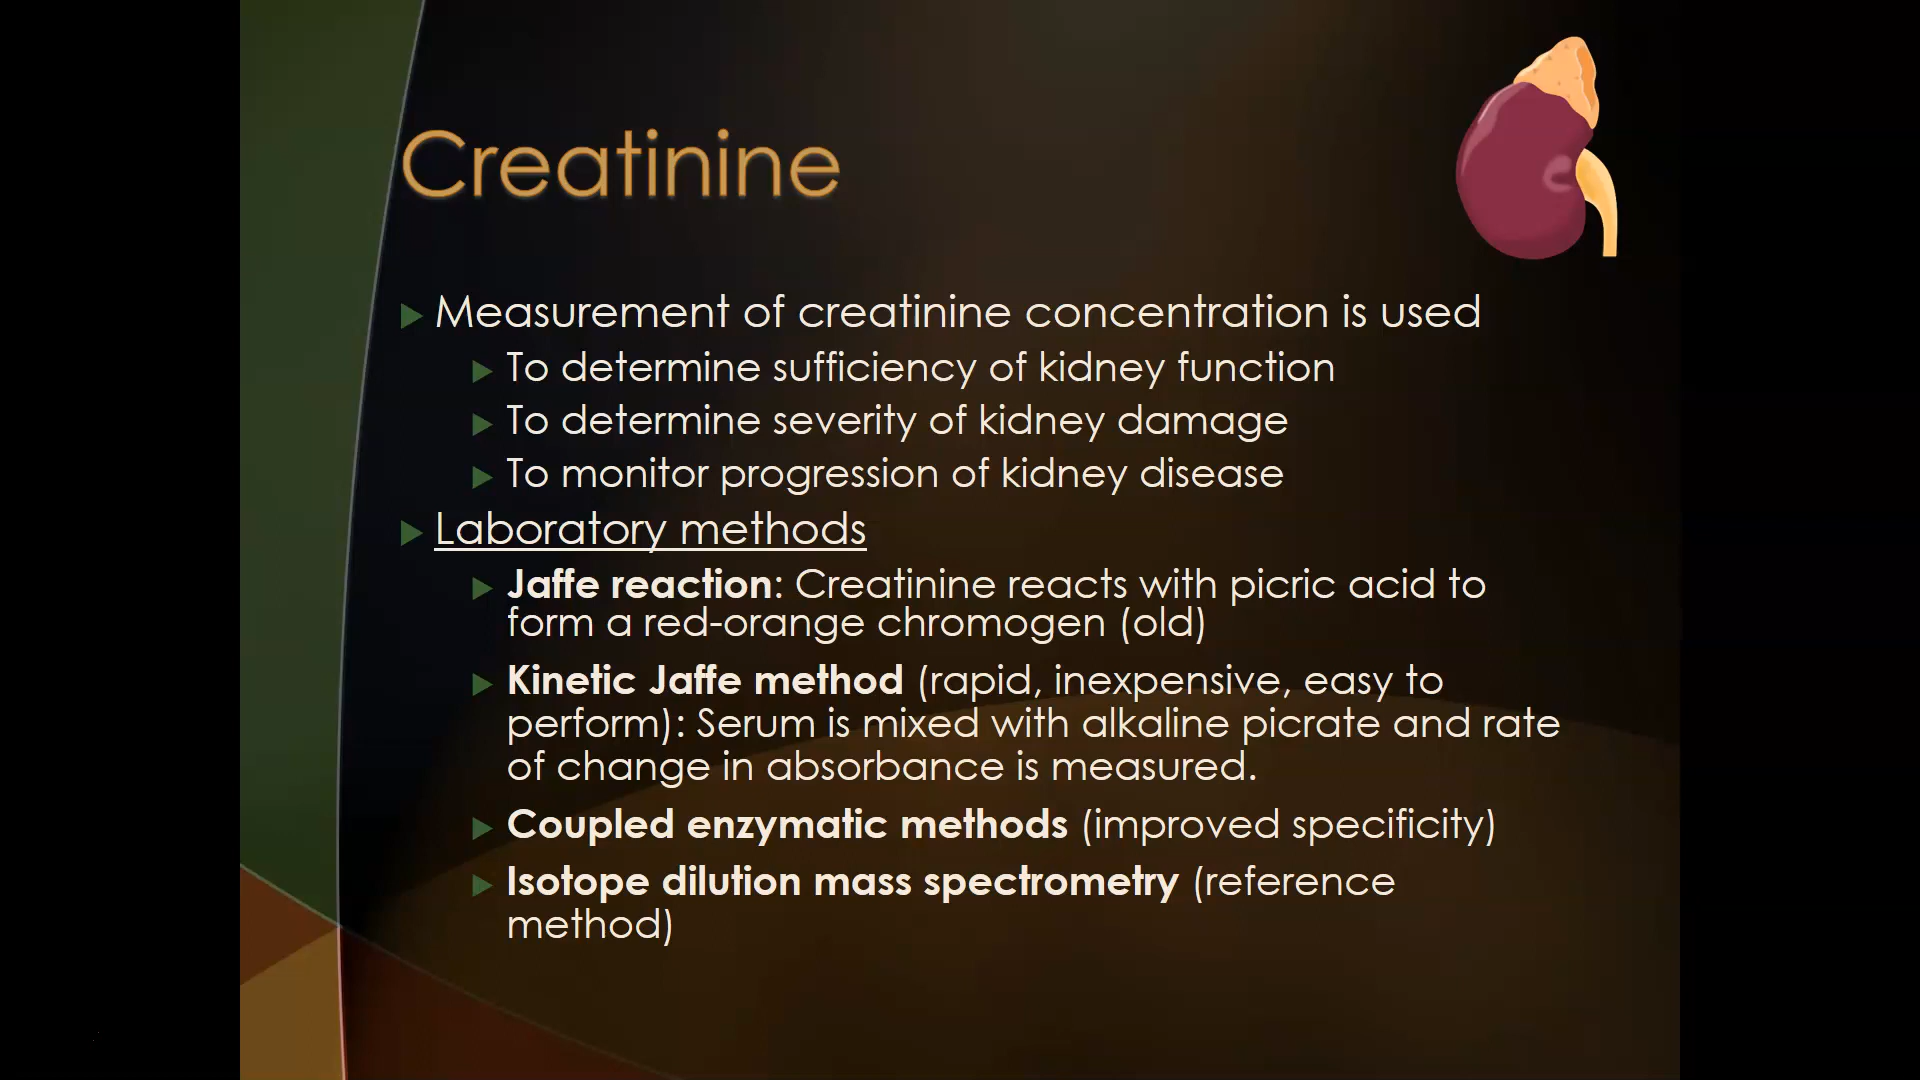 Creatinine
Measurement of creatinine concentration is used
To determine sufficiency of kidney function
To determine severity of kidney damage
To monitor progression of kidney disease
Laboratory methods
Jaffe reaction: Creatinine reacts with picric acid to
form a red-orange chromogen (old)
Kinetic Jaffe method (rapid, inexpensive, easy to
perform): Serum is mixed with alkaline picrate and rate
of change in absorbance is measured.
Coupled enzymatic methods (improved specificity)
Isotope dilution mass spectrometry (reference
method)